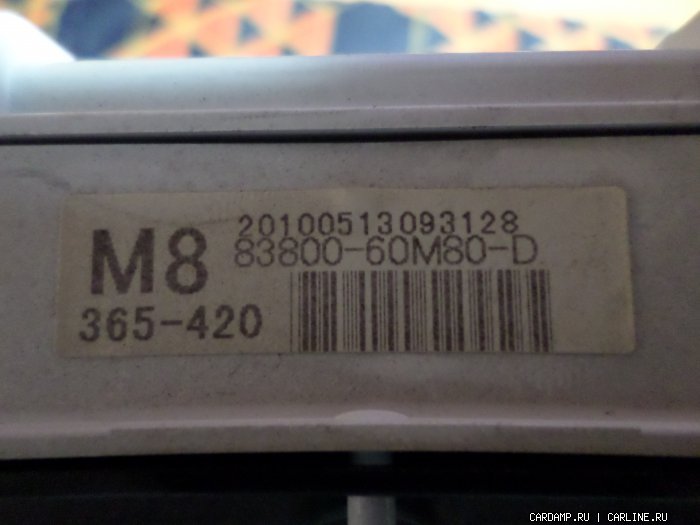 20100513093128
M8 83800-60M80-D
365-420
CARDAMP.RU | CARLINE.RU